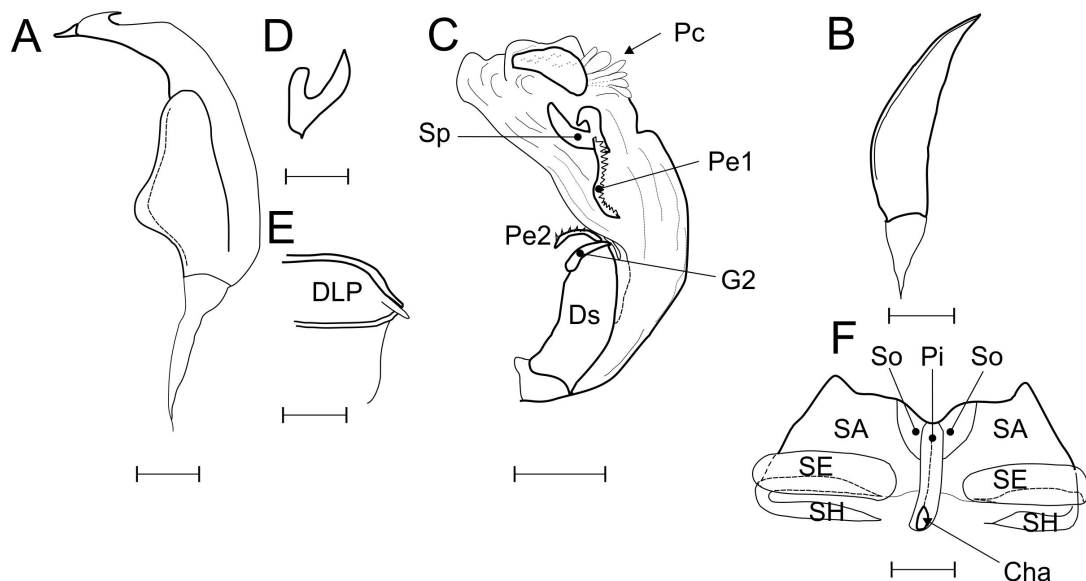 A
D
C
B
Pc
Sp
Pe1
Pe2
E
DLP
G2
Ds
F
So Pi So
SA SA
SE SE
SH SH
Cha